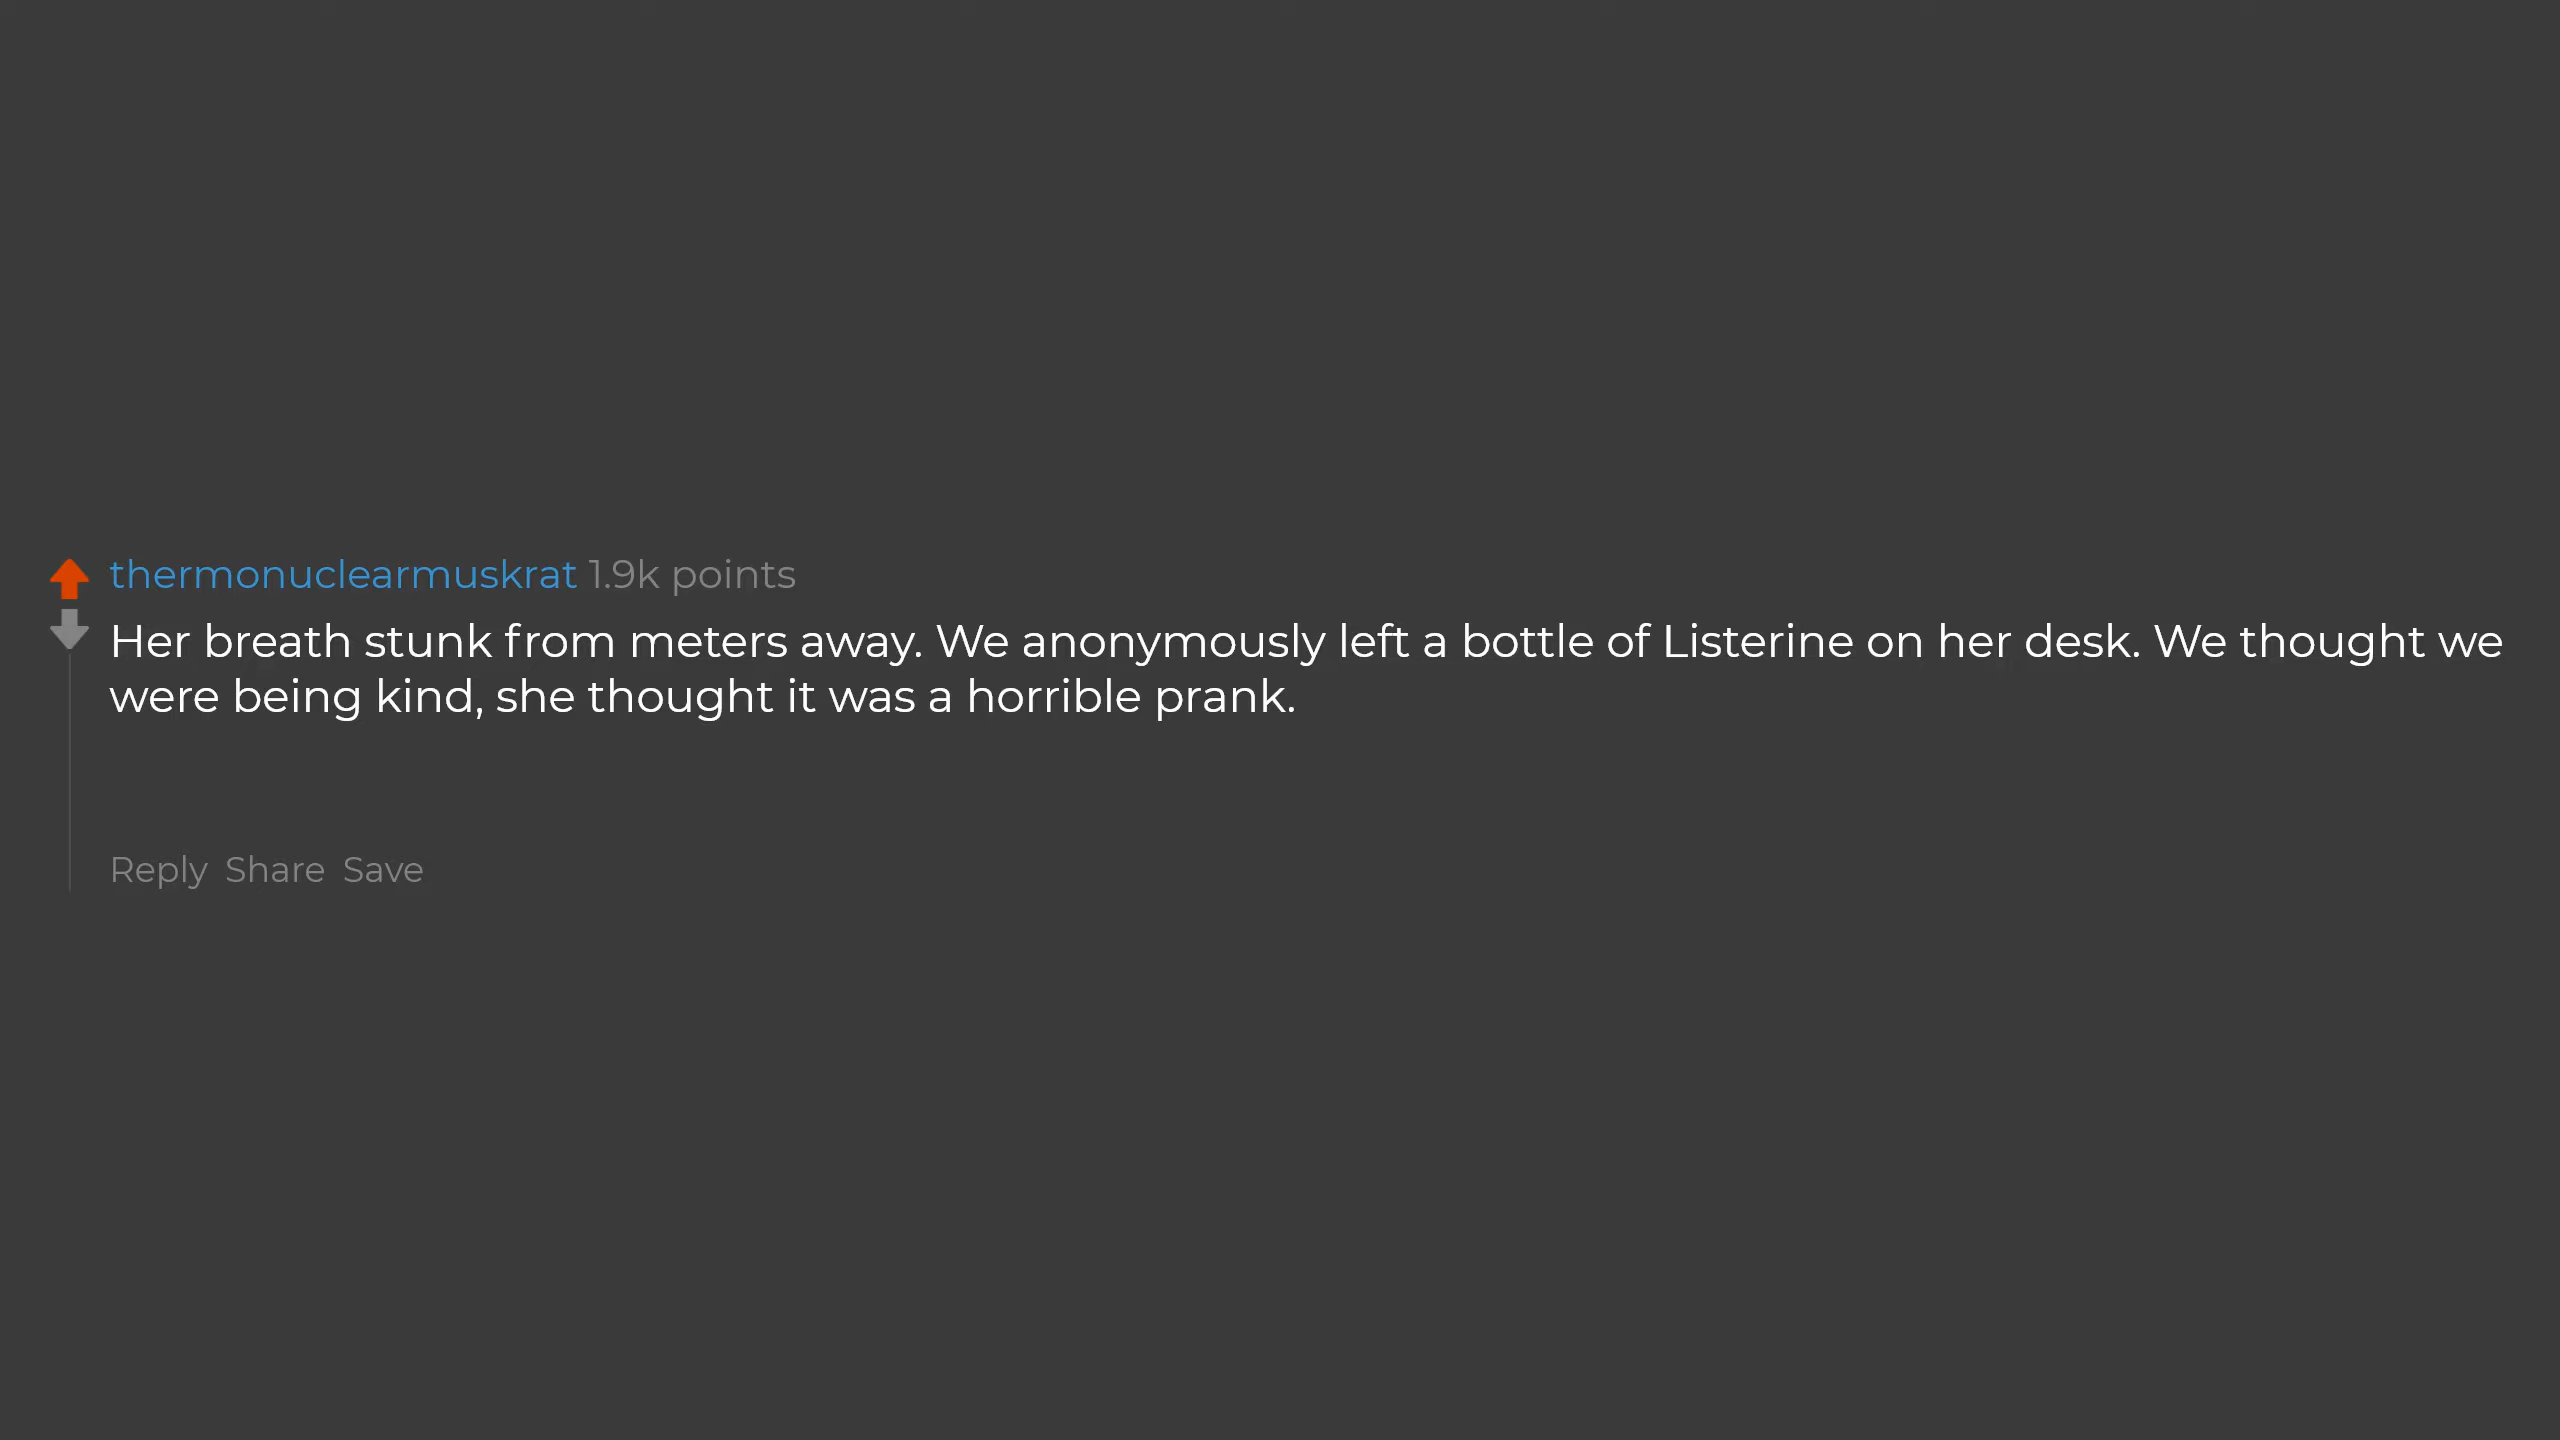 thermonuclearmuskrat 1.9k points
Her breath stunk from meters away. We anonymously left a bottle of Listerine on her desk. We thought we
were being kind, she thought it was a horrible prank.
Reply Share Save